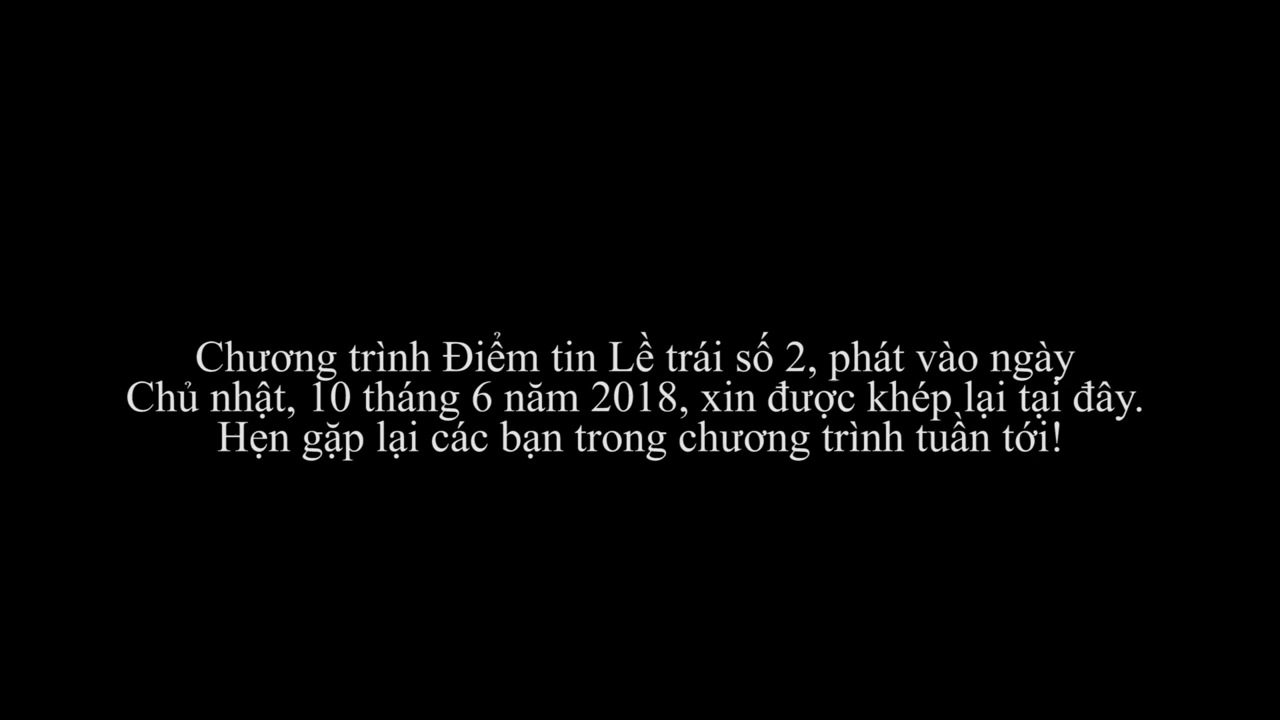 Chương trình Điểm tin Lề trái số 2, phát vào ngày
Chủ nhật, 10 tháng 6 năm 2018, xin được khép lại tại đây.
Hẹn gặp lại các bạn trong chương trình tuần tới!